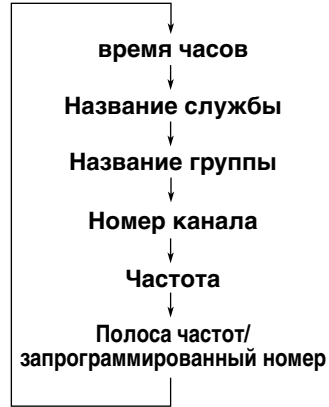 время часов
Название службы
Название группы
Номер канала
Частота
Полоса частот/
запрограммированный номер